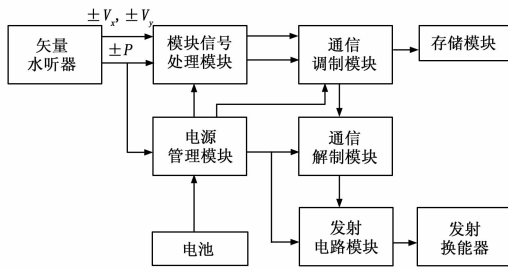 ±Vx, ±Vy
±P
矢量
水听器
模块信号
处理模块
通信
调制模块
存储模块
电源
管理模块
通信
解制模块
电池
发射
电路模块
发射
换能器